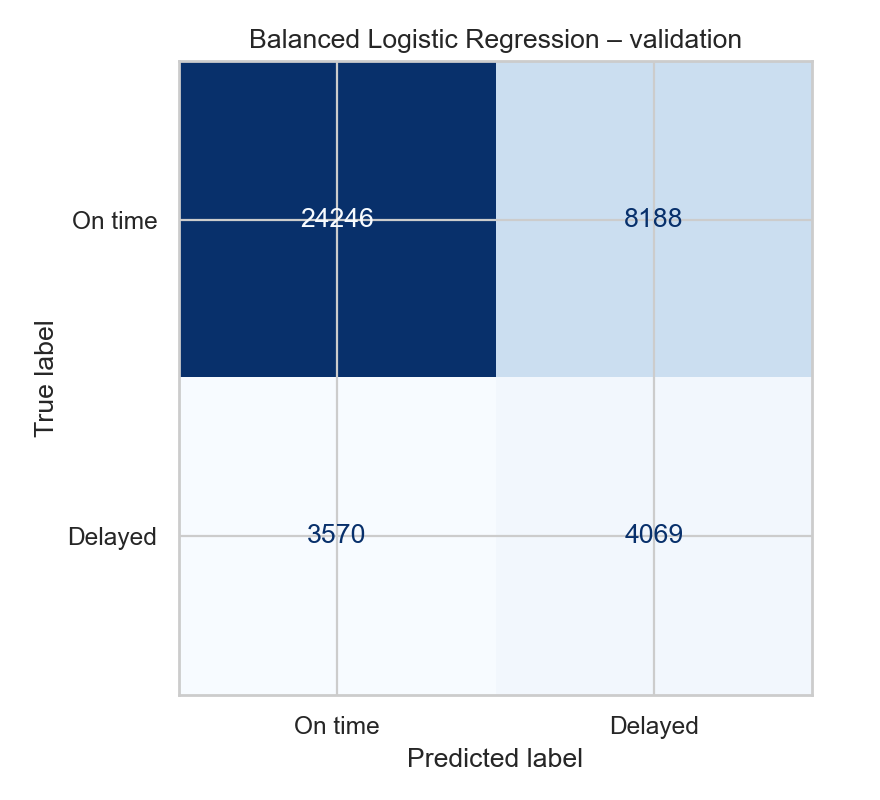 Balanced Logistic Regression – validation
On time
24246
8188
True label
Delayed
3570
4069
On time
Delayed
Predicted label